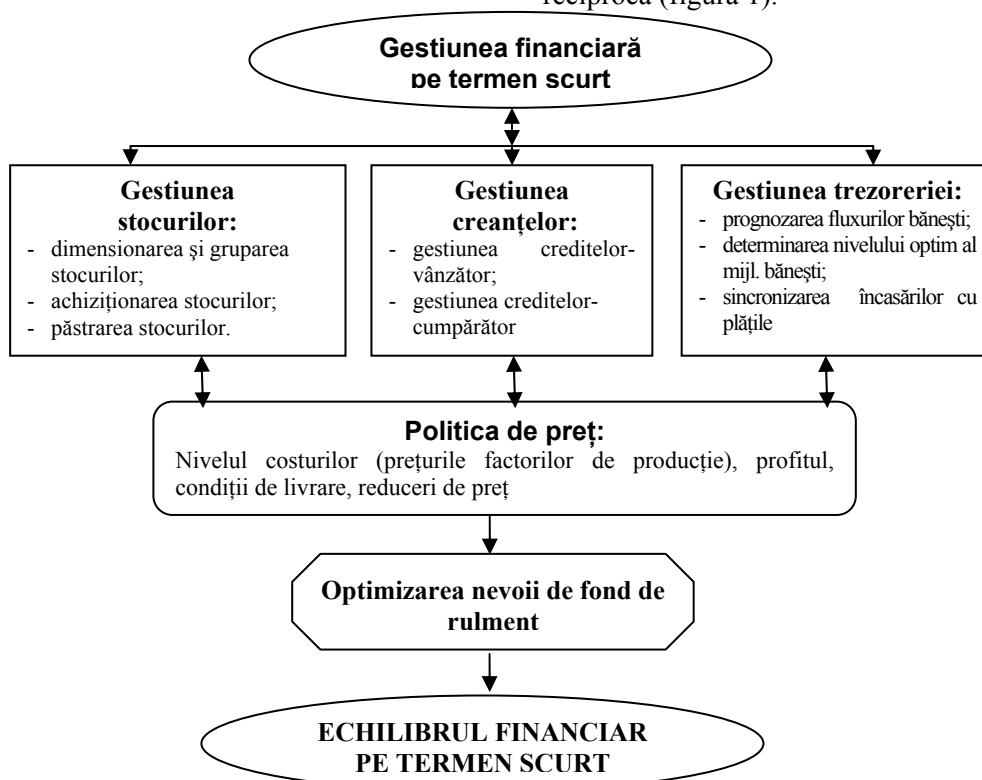 reciprocă (figura 1).
Gestiunea financiară
pe termen scurt
Gestiunea
stocurilor:
- dimensionarea şi gruparea
stocurilor;
- achiziționarea stocurilor;
- păstrarea stocurilor.
Gestiunea
creanțelor:
- gestiunea creditelor-
vânzător;
- gestiunea creditelor-
cumpărător
Gestiunea trezoreriei:
- prognozarea fluxurilor băneşti;
- determinarea nivelului optim al
mijl. băneşti;
- sincronizarea încasărilor cu
plățile
Politica de preț:
Nivelul costurilor (prețurile factorilor de producție), profitul,
condiții de livrare, reduceri de preț
Optimizarea nevoii de fond de
rulment
ECHILIBRUL FINANCIAR
PE TERMEN SCURT